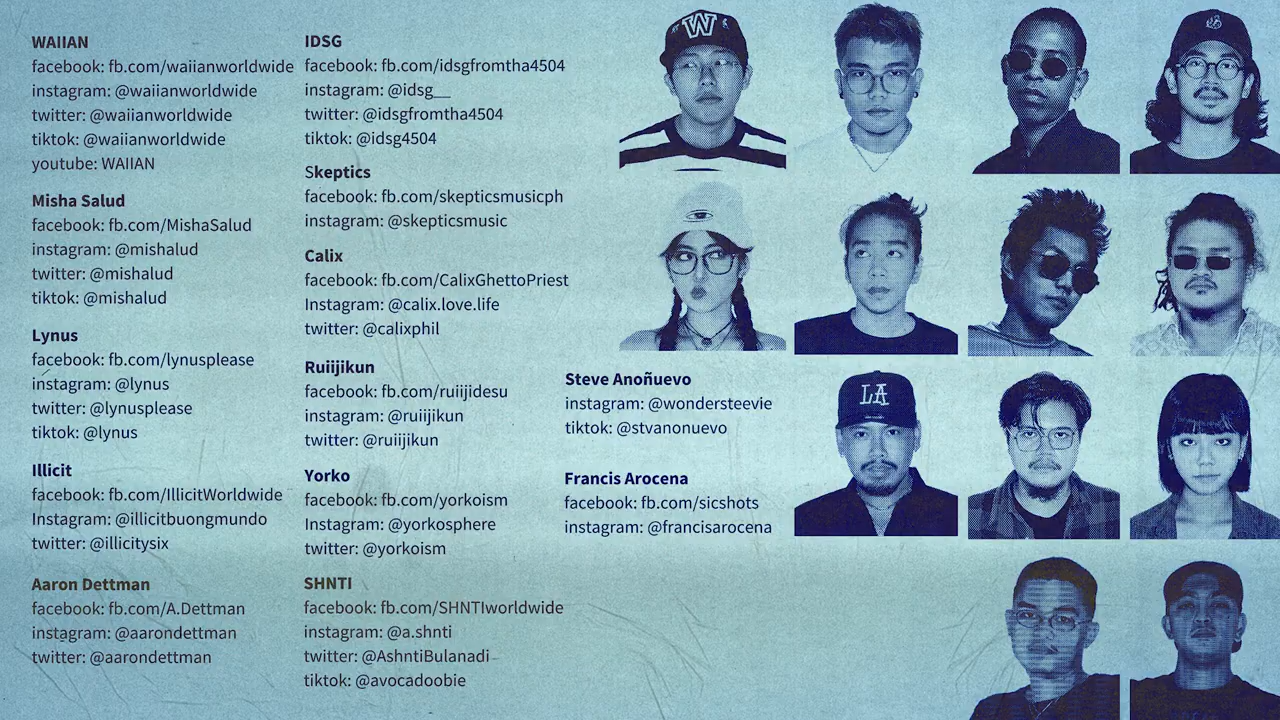 WAIIAN
facebook: fb.com/waiianworldwide
instagram: @waiianworldwide
twitter: @waiianworldwide
tiktok: @waiianworldwide
youtube: WAIIAN
Misha Salud
facebook: fb.com/MishaSalud
instagram: @mishalud
twitter: @mishalud
tiktok: @mishalud
Lynus
facebook: fb.com/lynusplease
instagram: @lynus
twitter: @lynusplease
tiktok: @lynus
Illicit
facebook: fb.com/IllicitWorldwide
Instagram: @illicitbuongmundo
twitter: @illicitysix
Aaron Dettman
facebook: fb.com/A.Dettman
instagram: @aarondettman
twitter: @aarondettman
IDSG
facebook: fb.com/idsgfromtha4504
instagram: @idsg__
twitter: @idsgfromtha4504
tiktok: @idsg4504
Skeptics
facebook: fb.com/skepticsmusicph
instagram: @skepticsmusic
Calix
facebook: fb.com/CalixGhettoPriest
Instagram: @calix.love.life
twitter: @calixphil
Ruiijikun
facebook: fb.com/ruiijidesu
instagram: @ruiijikun
twitter: @ruiijikun
Yorko
facebook: fb.com/yorkoism
Instagram: @yorkosphere
twitter: @yorkoism
SHNTI
facebook: fb.com/SHNTIworldwide
instagram: @a.shnti
twitter: @AshntiBulanadi
tiktok: @avocadoobie
Steve Anoñuevo
instagram: @wondersteevie
tiktok: @stvanonuevo
Francis Arocena
facebook: fb.com/sicshots
instagram: @francisarocena
W
LA